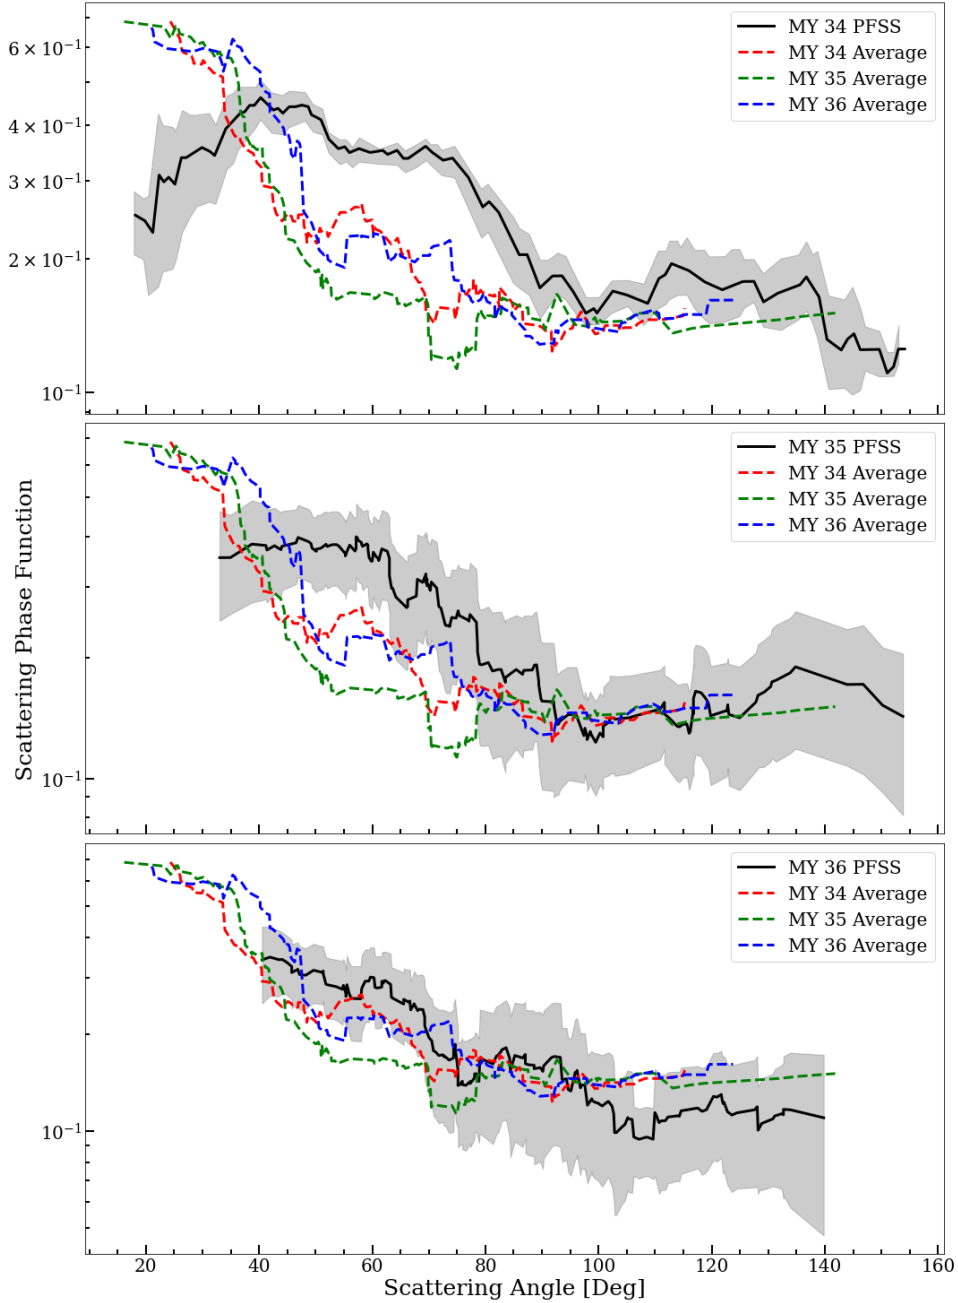 Scattering Phase Function
6 × 10⁻¹
4 × 10⁻¹
3 × 10⁻¹
2 × 10⁻¹
10⁻¹
MY 34 PFSS
MY 34 Average
MY 35 Average
MY 36 Average
10⁻¹
MY 35 PFSS
MY 34 Average
MY 35 Average
MY 36 Average
10⁻¹
MY 36 PFSS
MY 34 Average
MY 35 Average
MY 36 Average
20 40 60 80 100 120 140 160
Scattering Angle [Deg]